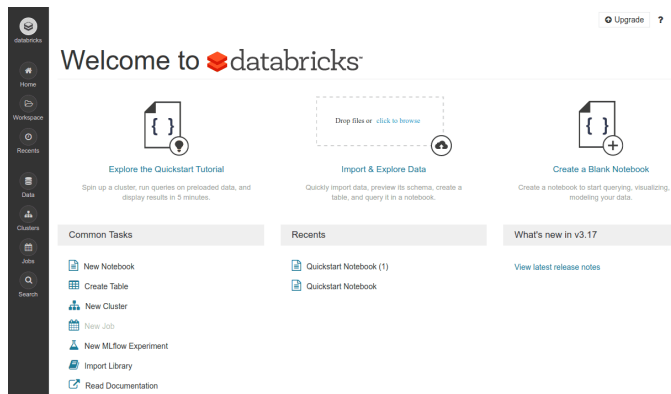 Upgrade ?
databricks
Welcome to databricks
Home
Workspace
Recents
Data
Clusters
Jobs
Search
{ }
Explore the Quickstart Tutorial
Spin up a cluster, run queries on preloaded data, and
display results in 5 minutes.
Drop files or click to browse
Import & Explore Data
Quickly import data, preview its schema, create a
table, and query it in a notebook.
{ }
Create a Blank Notebook
Create a notebook to start querying, visualizing,
modeling your data.
Common Tasks
New Notebook
Create Table
New Cluster
New Job
New MLflow Experiment
Import Library
Read Documentation
Recents
Quickstart Notebook (1)
Quickstart Notebook
What's new in v3.17
View latest release notes